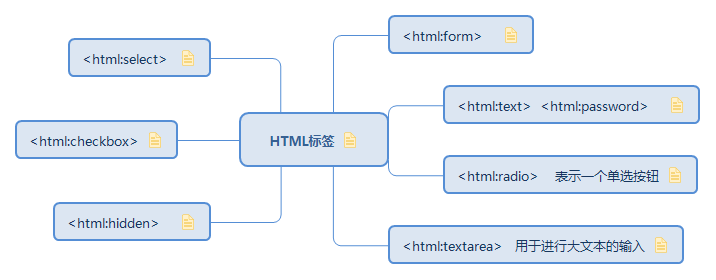 <html:form>
<html:select>
<html:text> <html:password>
<html:checkbox>
HTML标签
<html:radio> 表示一个单选按钮
<html:hidden>
<html:textarea> 用于进行大文本的输入